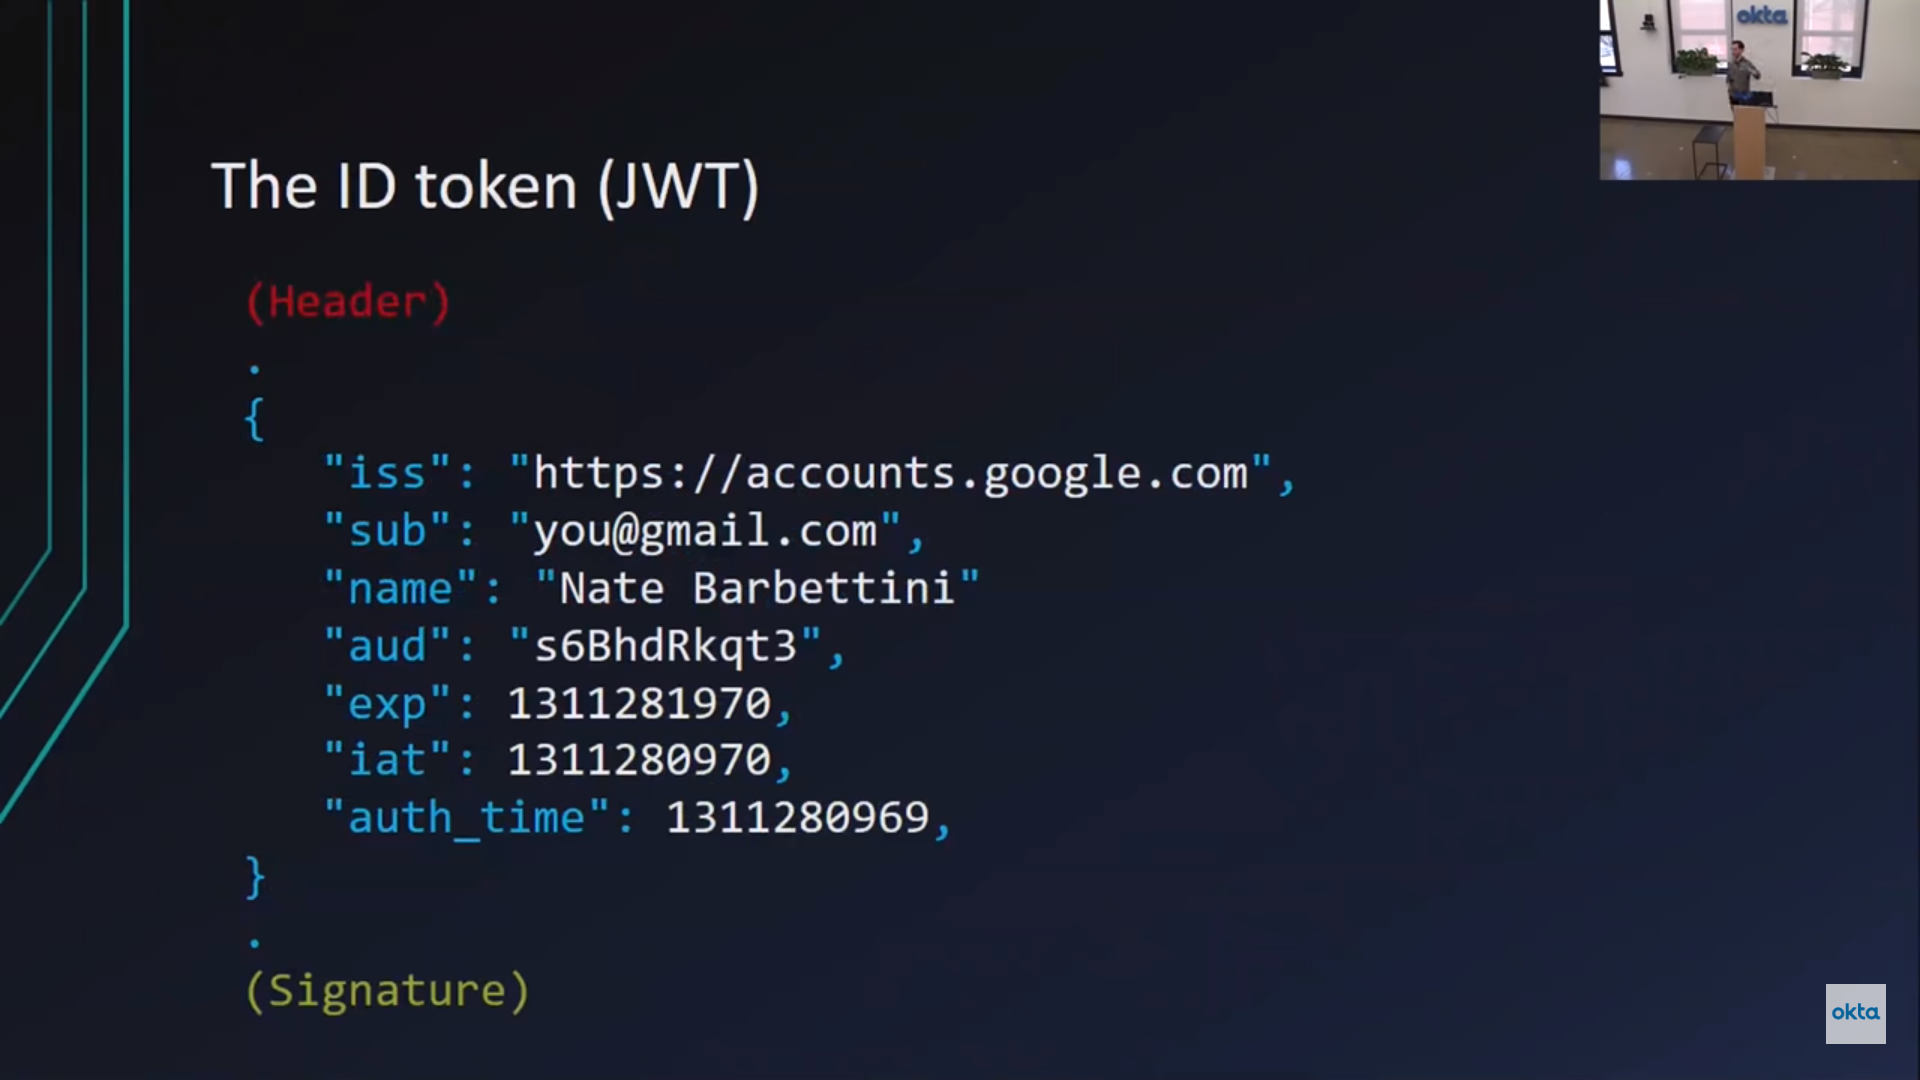 okta
The ID token (JWT)
(Header)
.
{
"iss": "https://accounts.google.com",
"sub": "you@gmail.com",
"name": "Nate Barbettini"
"aud": "s6BhdRkqt3",
"exp": 1311281970,
"iat": 1311280970,
"auth_time": 1311280969,
}
.
(Signature)
okta